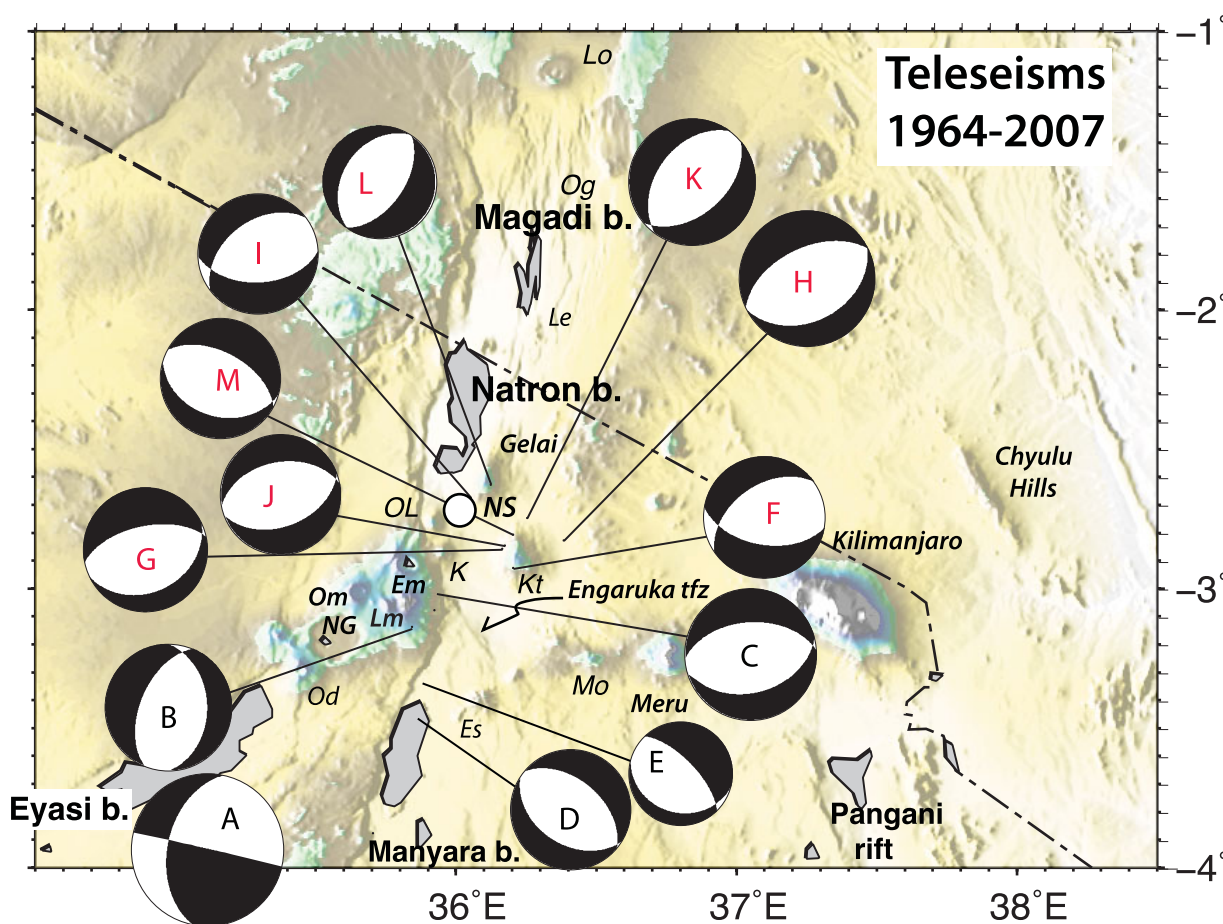 Lo
Teleseisms
1964-2007
−1°
L
K
Og
Magadi b.
I
H
−2°
Le
M
Natron b.
Gelai
Chyulu
Hills
J
OL
NS
F
Kilimanjaro
G
K
Em
Kt
Engaruka tfz
−3°
Om
NG
Lm
C
Od
Mo
Meru
B
Es
E
Eyasi b.
A
D
Pangani
rift
Manyara b.
−4°
36°E
37°E
38°E